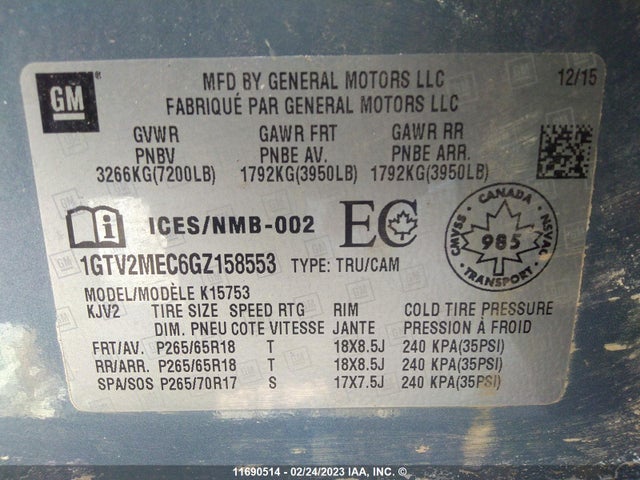 GM ®
MFD BY GENERAL MOTORS LLC 12/15
FABRIQUÉ PAR GENERAL MOTORS LLC
GVWR GAWR FRT GAWR RR
PNBV PNBE AV. PNBE ARR.
3266KG(7200LB) 1792KG(3950LB) 1792KG(3950LB)
ICES/NMB-002 EC
CANADA
CMVSS 985 NSVAC
TRANSPORT
1GTV2MEC6GZ158553 TYPE: TRU/CAM
MODEL/MODÈLE K15753
KJV2 TIRE SIZE SPEED RTG RIM COLD TIRE PRESSURE
DIM. PNEU COTE VITESSE JANTE PRESSION À FROID
FRT/AV. P265/65R18 T 18X8.5J 240 KPA(35PSI)
RR/ARR. P265/65R18 T 18X8.5J 240 KPA(35PSI)
SPA/SOS P265/70R17 S 17X7.5J 240 KPA(35PSI)
11690514 - 02/24/2023 IAA, INC. ©